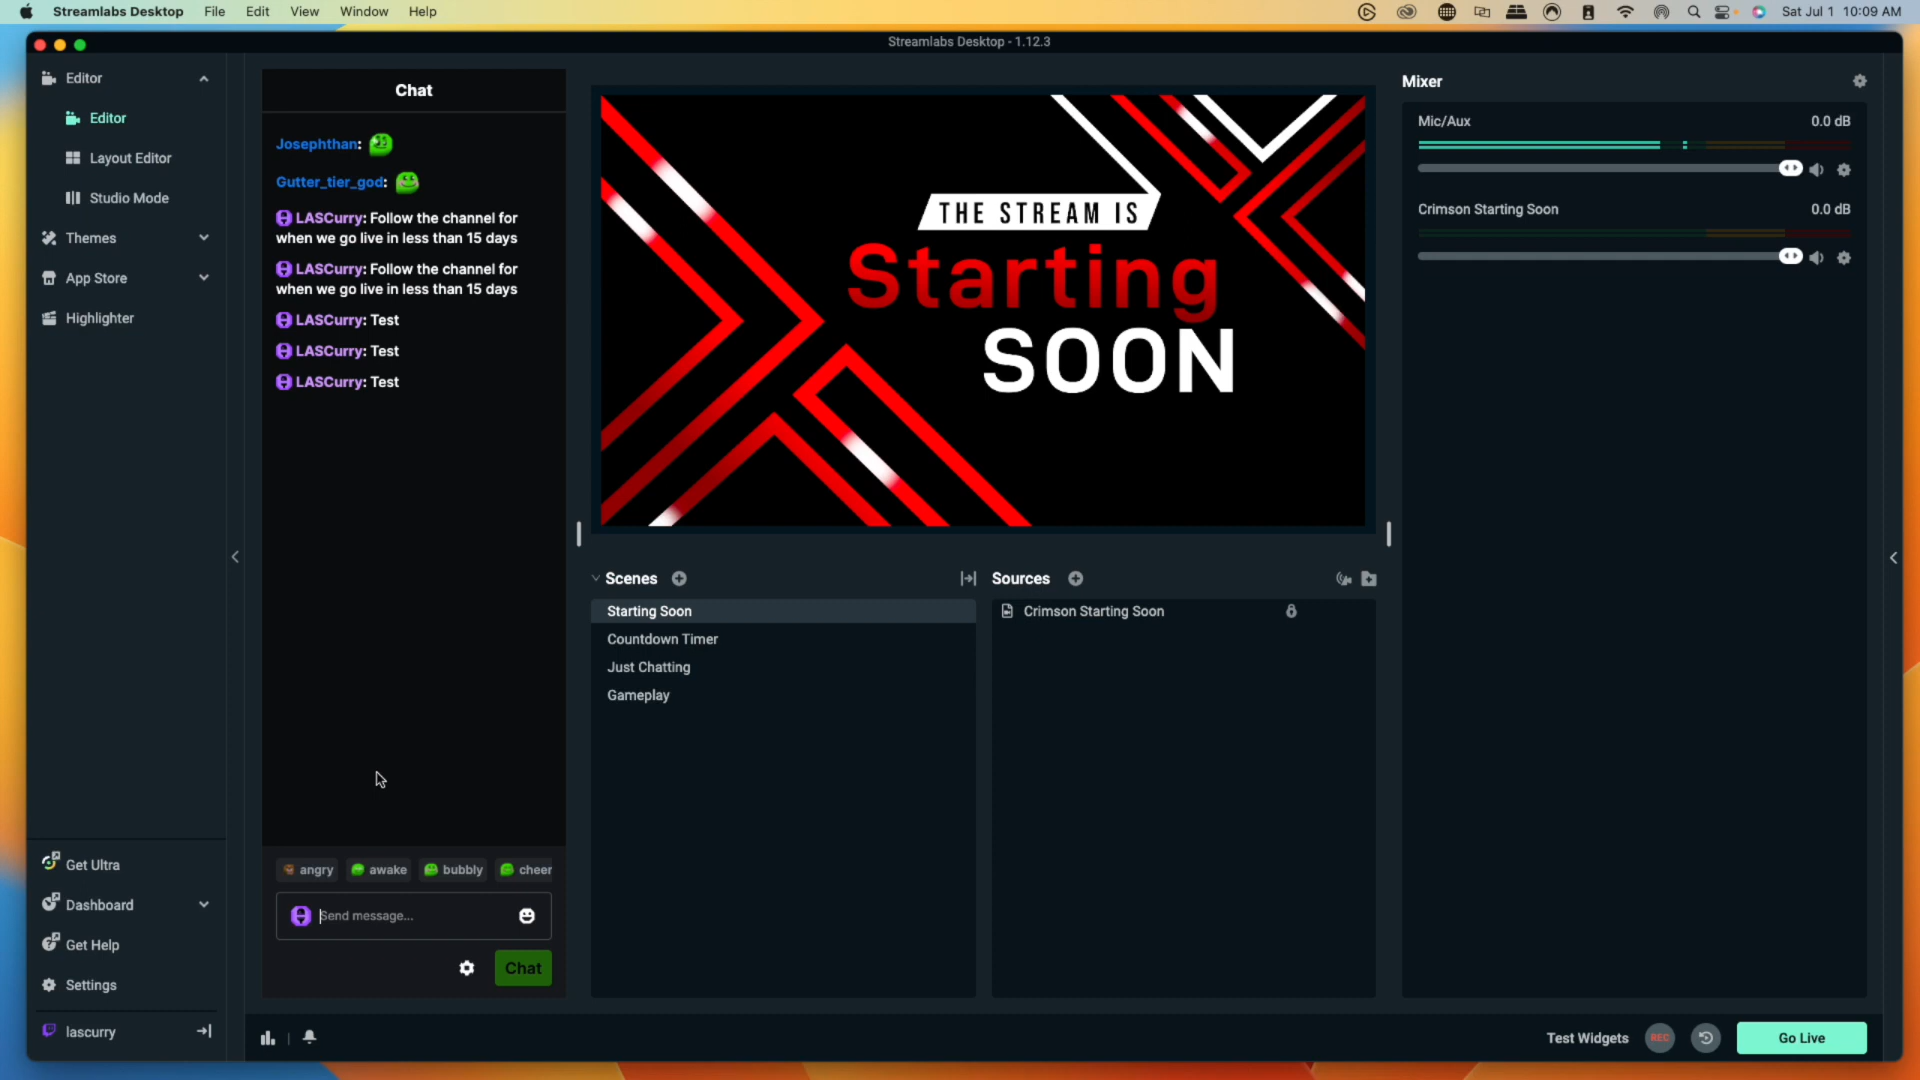 Streamlabs Desktop File Edit View Window Help
Sat Jul 1 10:09 AM
Streamlabs Desktop - 1.12.3
Editor
Editor
Layout Editor
Studio Mode
Themes
App Store
Highlighter
Get Ultra
Dashboard
Get Help
Settings
lascurry
Chat
Josephthan:
Gutter_tier_god:
LASCurry: Follow the channel for
when we go live in less than 15 days
LASCurry: Follow the channel for
when we go live in less than 15 days
LASCurry: Test
LASCurry: Test
LASCurry: Test
angry awake bubbly cheer
Send message...
Chat
THE STREAM IS
Starting
SOON
Scenes
Starting Soon
Countdown Timer
Just Chatting
Gameplay
Sources
Crimson Starting Soon
Mixer
Mic/Aux 0.0 dB
Crimson Starting Soon 0.0 dB
Test Widgets REC Go Live